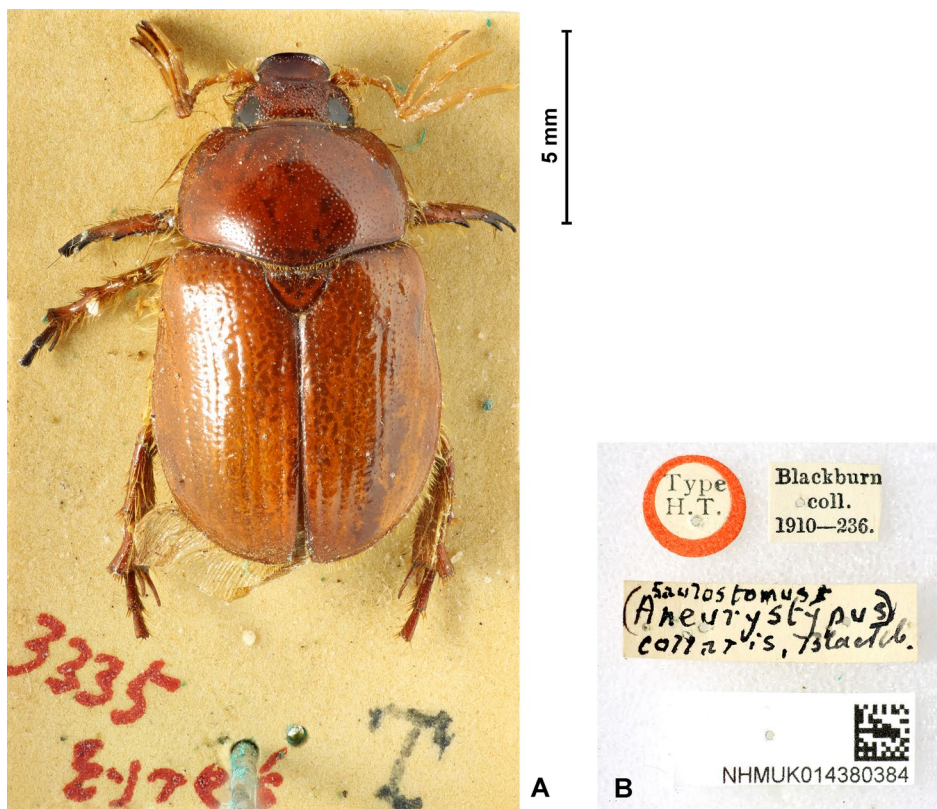 5 mm
3335
Eyre's
T
A
Type
H.T.
Blackburn
coll.
1910—236.
Saulostomus
(Aneurystypus)
collaris, Blackb.
NHMUK014380384
B